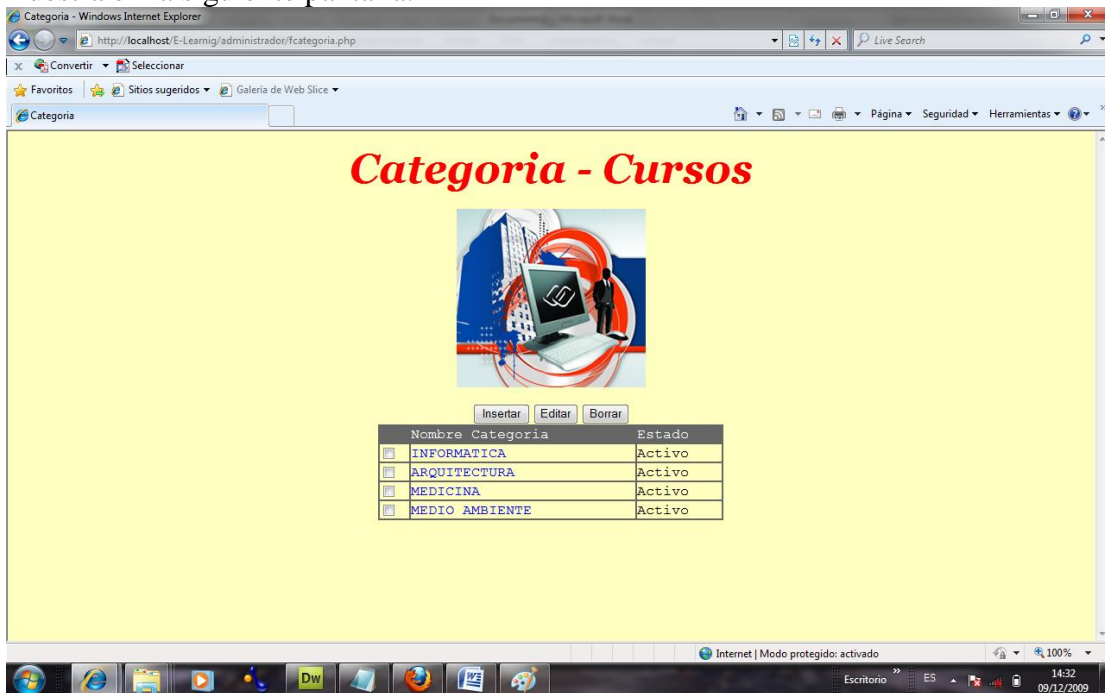 Categoria - Windows Internet Explorer
http://localhost/E-Learnig/administrador/fcategoria.php
Live Search
x Convertir Seleccionar
Favoritos Sitios sugeridos Galería de Web Slice
Categoria
Página Seguridad Herramientas
Categoria - Cursos
Insertar Editar Borrar
Nombre Categoria Estado
INFORMATICA Activo
ARQUITECTURA Activo
MEDICINA Activo
MEDIO AMBIENTE Activo
Internet | Modo protegido: activado 100%
Dw Escritorio » ES 14:32
09/12/2009